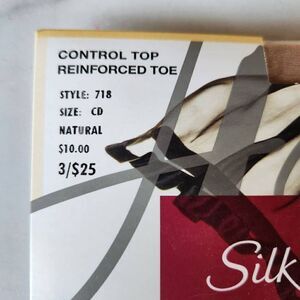 CONTROL TOP
REINFORCED TOE
STYLE: 718
SIZE: CD
NATURAL
$10.00
3/$25
Silk